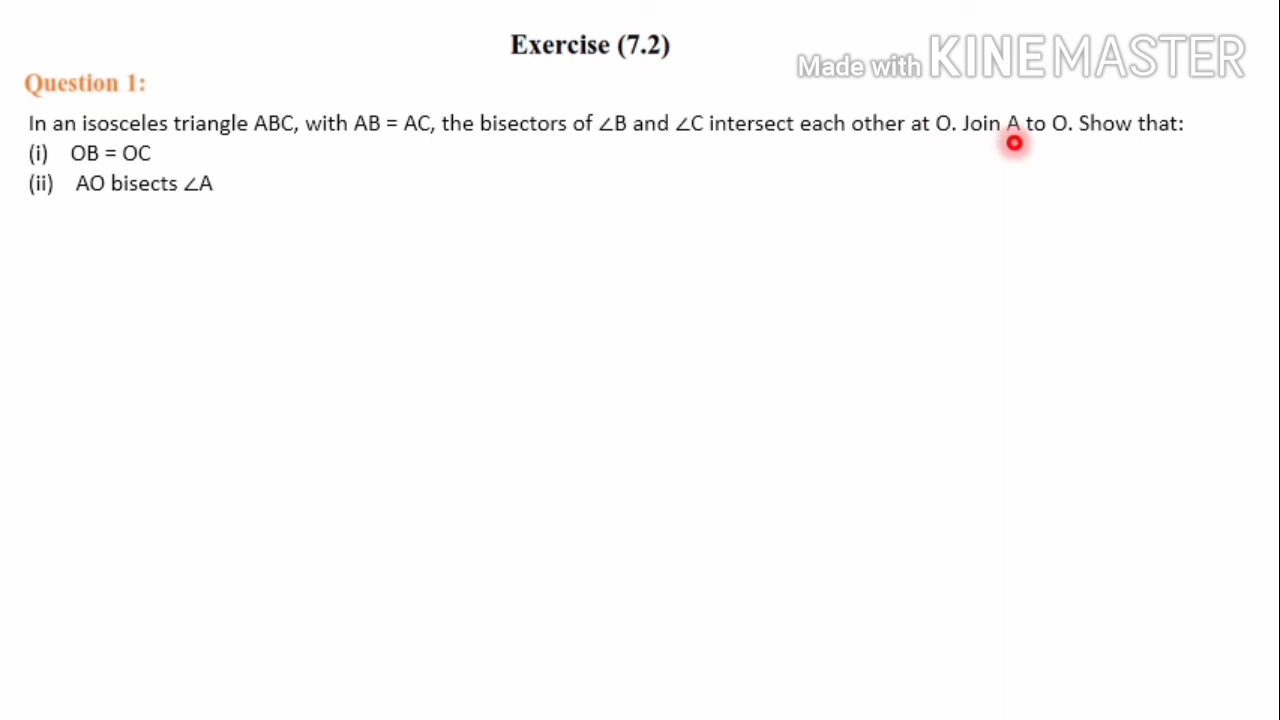 Exercise (7.2)
Made with KINEMASTER
Question 1:
In an isosceles triangle ABC, with AB = AC, the bisectors of ∠B and ∠C intersect each other at O. Join A to O. Show that:
(i) OB = OC
(ii) AO bisects ∠A